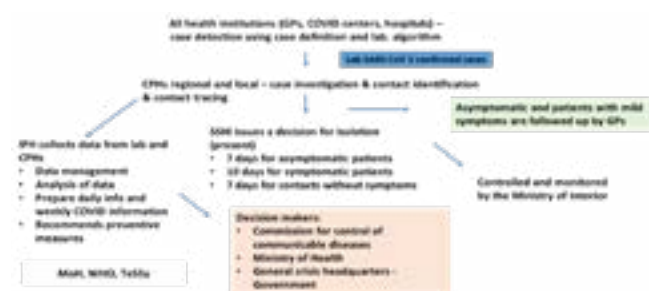 All health institutions (GPs, COVID centers, hospitals) –
case detection using case definition and lab. algorithm
Lab SARS-CoV-2 confirmed cases
CPHs regional and local – case investigation & contact identification
& contact tracing
Asymptomatic and patients with mild
symptoms are followed up by GPs
SSHI issues a decision for isolation
(present)
• 7 days for asymptomatic patients
• 10 days for symptomatic patients
• 7 days for contacts without symptoms
IPH collects data from lab and
CPHs
• Data management
• Analysis of data
• Prepare daily info and
weekly COVID information
• Recommends preventive
measures
Controlled and monitored
by the Ministry of Interior
Decision makers:
• Commission for control of
communicable diseases
• Ministry of Health
• General crisis headquarters -
Government
MoH, WHO, TeSSy